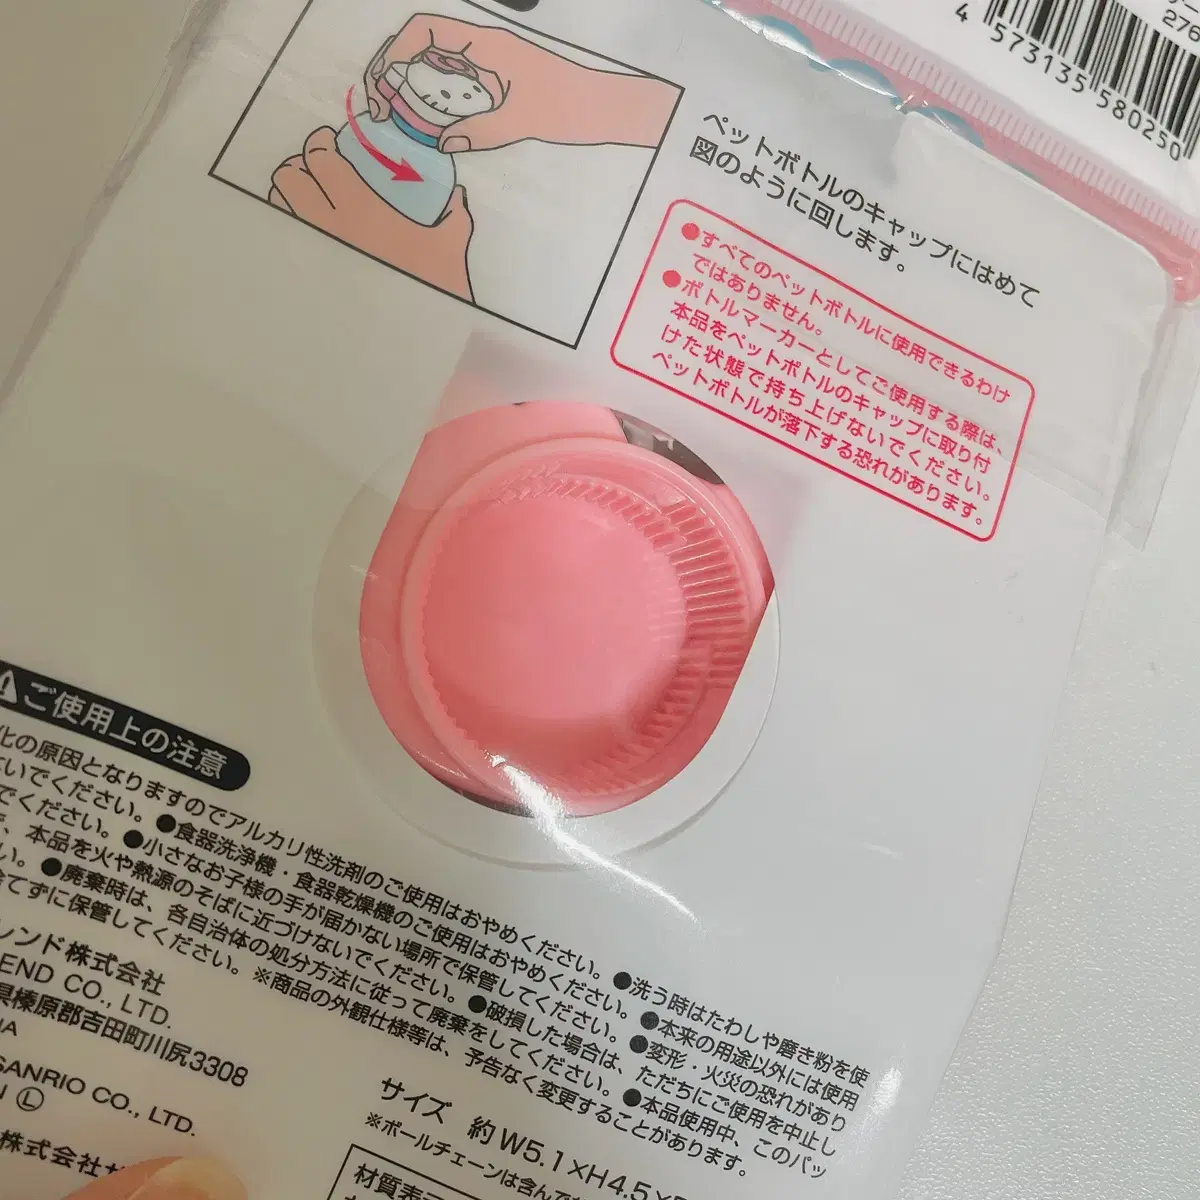 276
4 573135 580250
ペットボトルのキャップにはめて
図のように回します。
●すべてのペットボトルに使用できるわけ
ではありません。
●ボトルマーカーとしてご使用する際は、
本品をペットボトルのキャップに取り付
けた状態で持ち上げないでください。
ペットボトルが落下する恐れがあります。
ご使用上の注意
化の原因となりますのでアルカリ性洗剤のご使用はおやめください。●洗う時はたわしや磨き粉を使
いでください。●食器洗浄機・食器乾燥機のご使用はおやめください。●本来の用途以外には使用
でください。●小さなお子様の手が届かない場所で保管してください。●変形・火災の恐れがあり
、本品を火や熱源のそばに近づけないでください。●破損した場合は、ただちにご使用を中止し
い。●廃棄時は、各自治体の処分方法に従って廃棄をしてください。●本品使用中、このパッ
捨てずに保管してください。※商品の外観仕様等は、予告なく変更することがあります。
レンド株式会社
END CO., LTD.
県榛原郡吉田町川尻3308
NA
SANRIO CO., LTD.
N Ⓛ
株式会社
サイズ 約W5.1×H4.5×
※ボールチェーンは含んで
材質表示